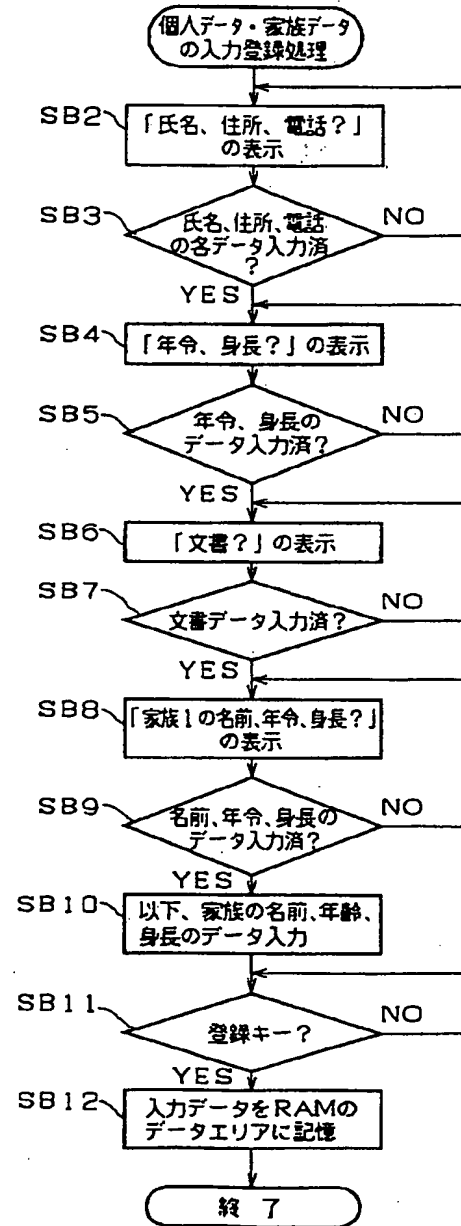 個人データ・家族データ
の入力登録処理
SB2
「氏名、住所、電話?」
の表示
SB3
氏名、住所、電話
の各データ入力済
?
NO
YES
SB4
「年令、身長?」の表示
SB5
年令、身長の
データ入力済?
NO
YES
SB6
「文書?」の表示
SB7
文書データ入力済?
NO
YES
SB8
「家族1の名前、年令、身長?」
の表示
SB9
名前、年令、身長の
データ入力済?
NO
YES
SB10
以下、家族の名前、年齢、
身長のデータ入力
SB11
登録キー?
NO
YES
SB12
入力データをRAMの
データエリアに記憶
終了